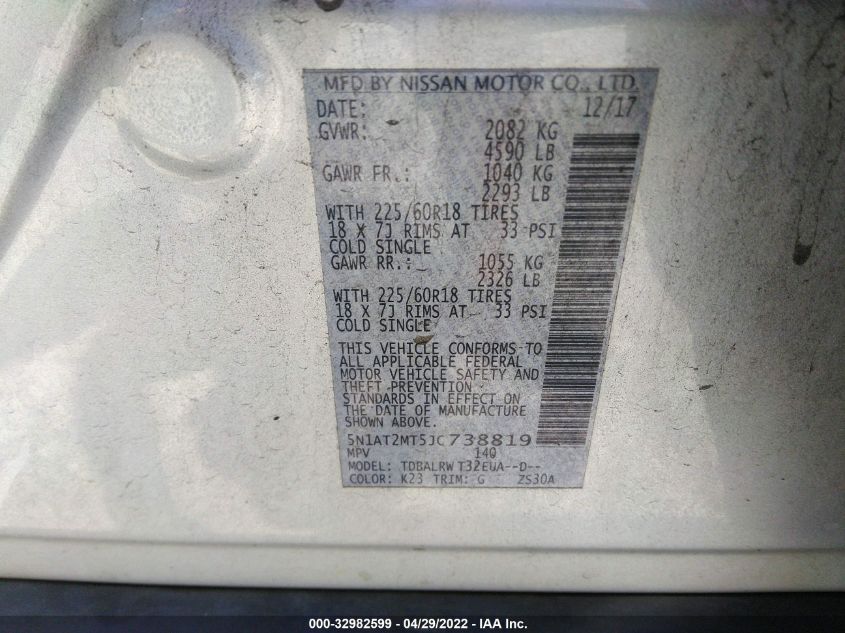 MFD BY NISSAN MOTOR CO., LTD.
DATE: 12/17
GVWR: 2082 KG
4590 LB
GAWR FR.: 1040 KG
2293 LB
WITH 225/60R18 TIRES
18 X 7J RIMS AT 33 PSI
COLD SINGLE
GAWR RR.: 1055 KG
2326 LB
WITH 225/60R18 TIRES
18 X 7J RIMS AT 33 PSI
COLD SINGLE
THIS VEHICLE CONFORMS TO
ALL APPLICABLE FEDERAL
MOTOR VEHICLE SAFETY AND
THEFT PREVENTION
STANDARDS IN EFFECT ON
THE DATE OF MANUFACTURE
SHOWN ABOVE.
5N1AT2MT5JC738819
MPV 140
MODEL: TDBALRW T32EUA--D--
COLOR: K23 TRIM: G ZS30A
000-32982599 - 04/29/2022 - IAA Inc.